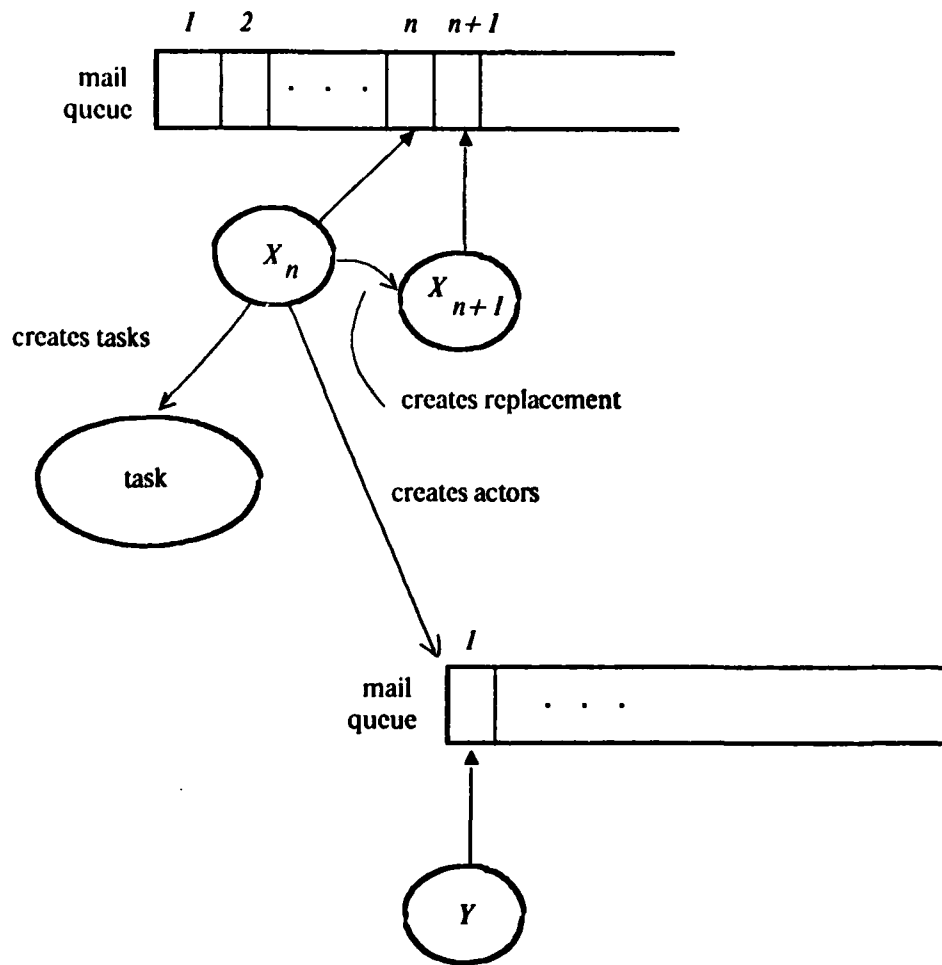 1 2 n n+1
mail
queue
. . .
X n
X n+1
creates tasks
creates replacement
task
creates actors
1
mail
queue
. . .
Y